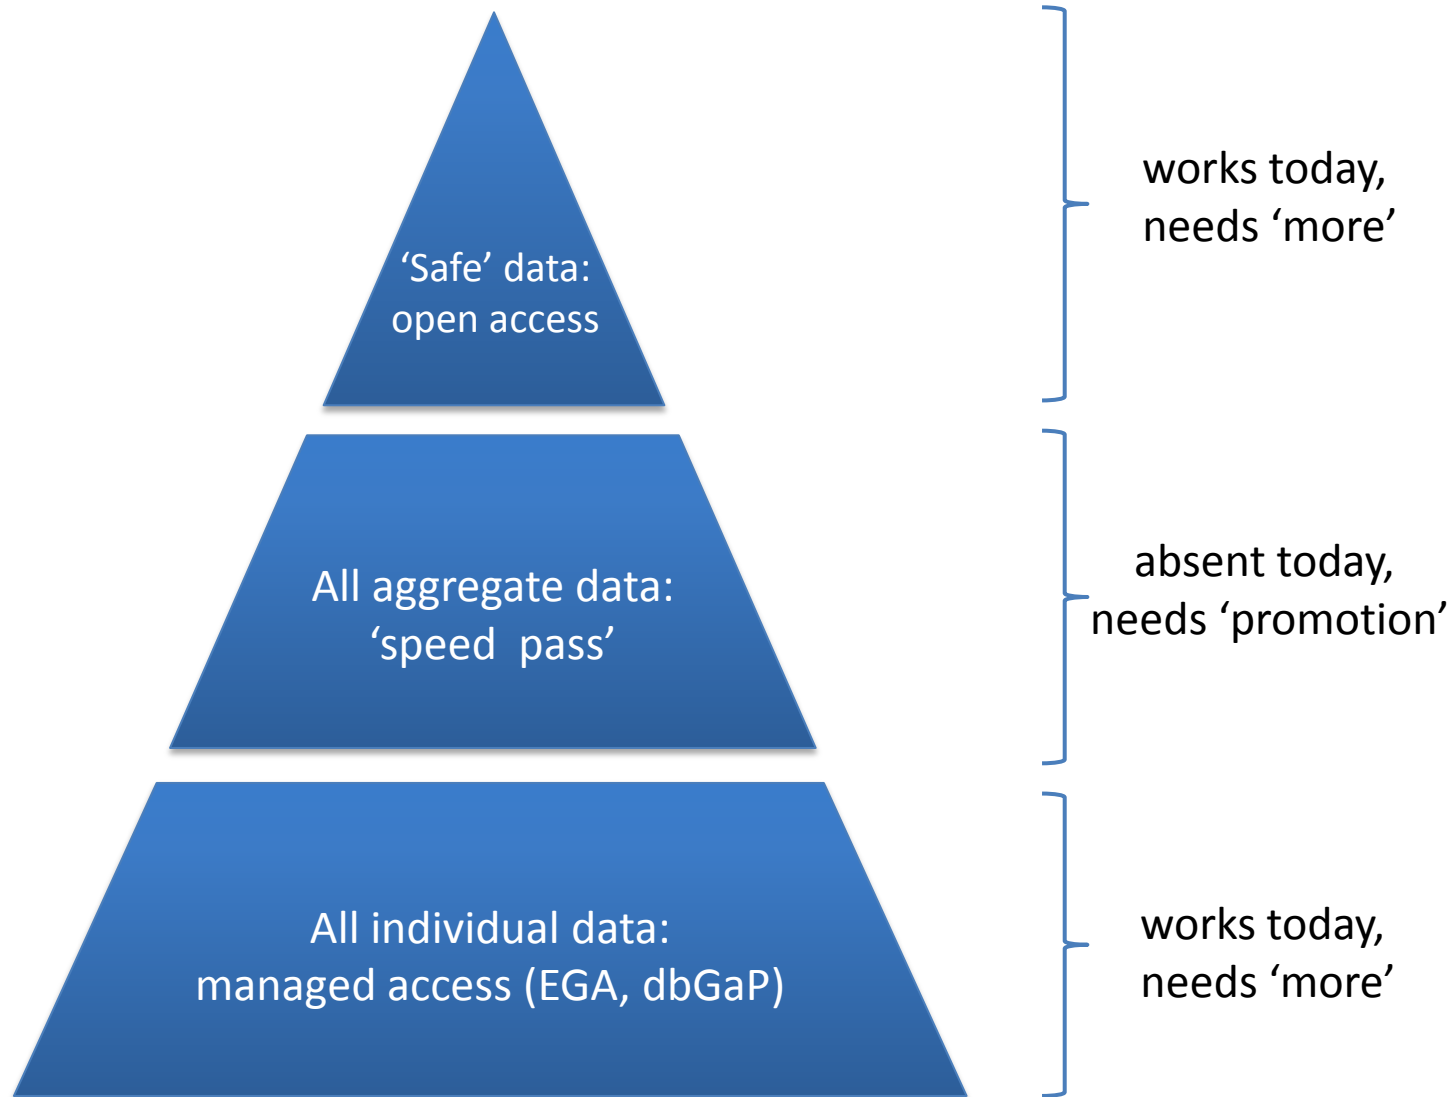 ‘Safe’ data:
open access
works today,
needs ‘more’
All aggregate data:
‘speed  pass’
absent today,
needs ‘promotion’
All individual data:
managed access (EGA, dbGaP)
works today,
needs ‘more’